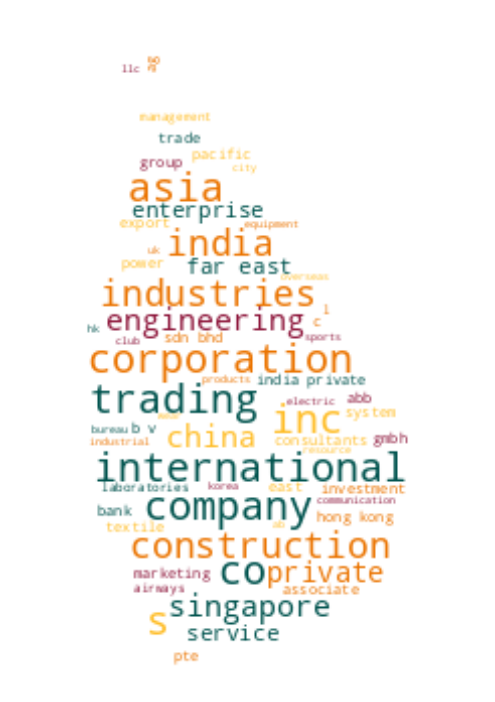 llc
management
trade
group pacific
city
asia
enterprise
export equipment
uk india
power far east
overseas
industries
l
hk engineering c
club sdn bhd sports
corporation
products india private
trading electric abb
inc system
bureau b v china gmbh
industrial consultants
resource
international
laboratories korea east investment
company communication
bank hong kong
textile ab
construction
marketing co private
airways associate
singapore
s service
pte